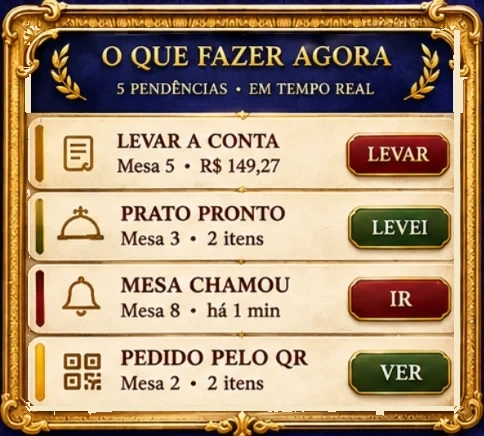 O QUE FAZER AGORA
5 PENDÊNCIAS • EM TEMPO REAL
LEVAR A CONTA
Mesa 5 • R$ 149,27
LEVAR
PRATO PRONTO
Mesa 3 • 2 itens
LEVEI
MESA CHAMOU
Mesa 8 • há 1 min
IR
PEDIDO PELO QR
Mesa 2 • 2 itens
VER